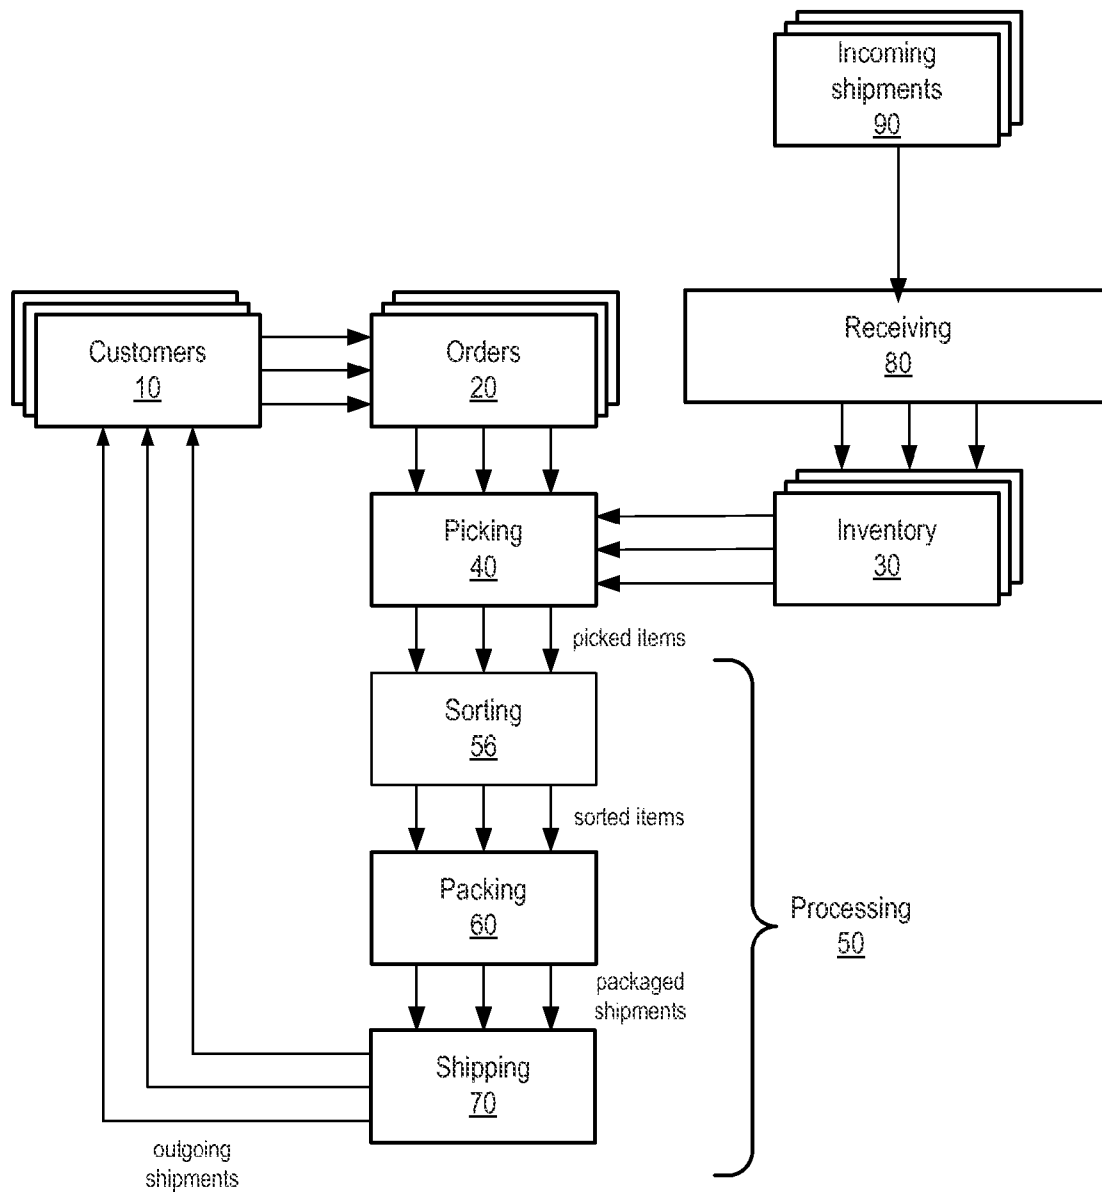 Incoming
shipments
90
Receiving
80
Customers
10
Orders
20
Picking
40
Inventory
30
picked items
Sorting
56
sorted items
Packing
60
Processing
50
packaged
shipments
Shipping
70
outgoing
shipments